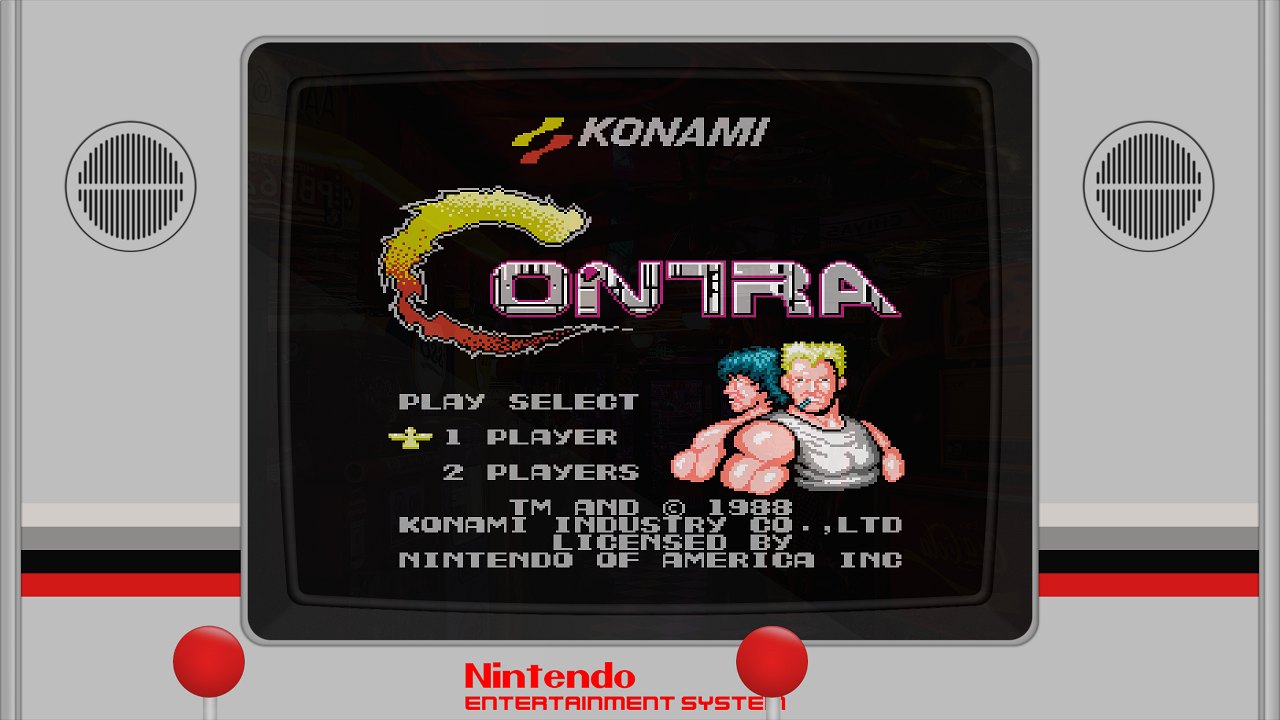 KONAMI
CONTRA
PLAY SELECT
1 PLAYER
2 PLAYERS
TM AND © 1988
KONAMI INDUSTRY CO.,LTD
LICENSED BY
NINTENDO OF AMERICA INC
Nintendo
ENTERTAINMENT SYSTEM